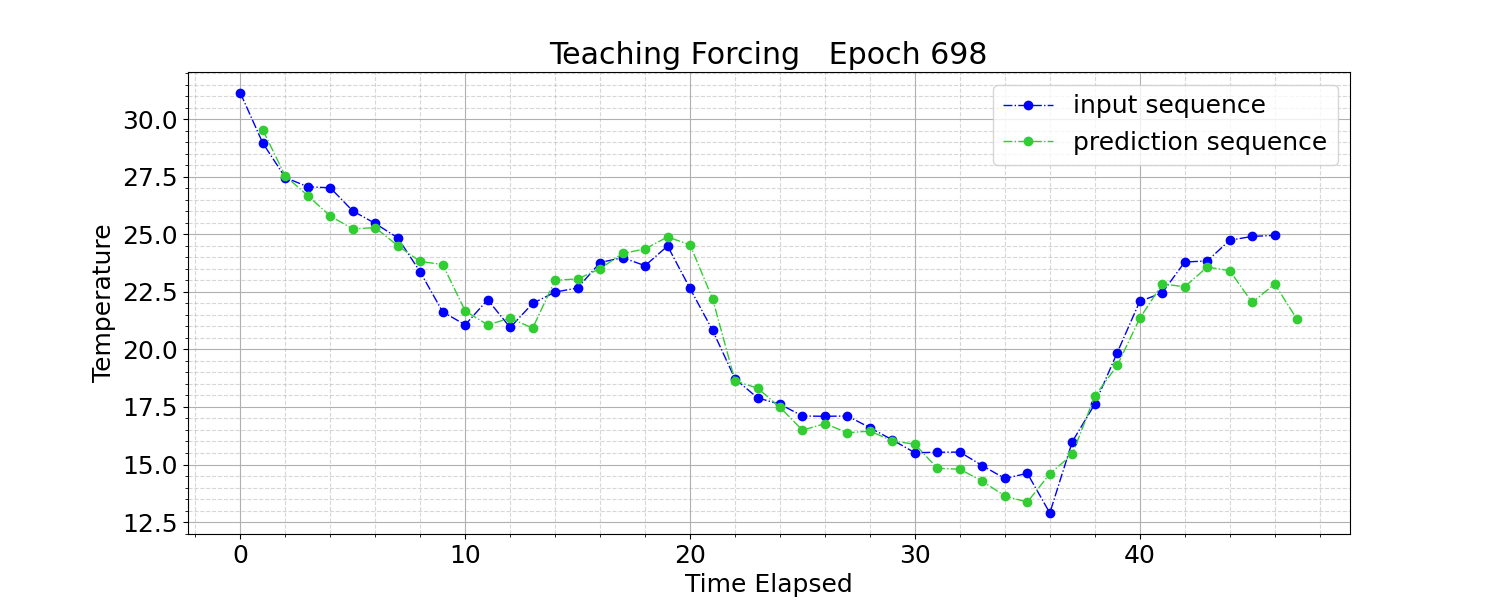 Teaching Forcing   Epoch 698
input sequence
prediction sequence
Temperature
30.0
27.5
25.0
22.5
20.0
17.5
15.0
12.5
0 10 20 30 40
Time Elapsed